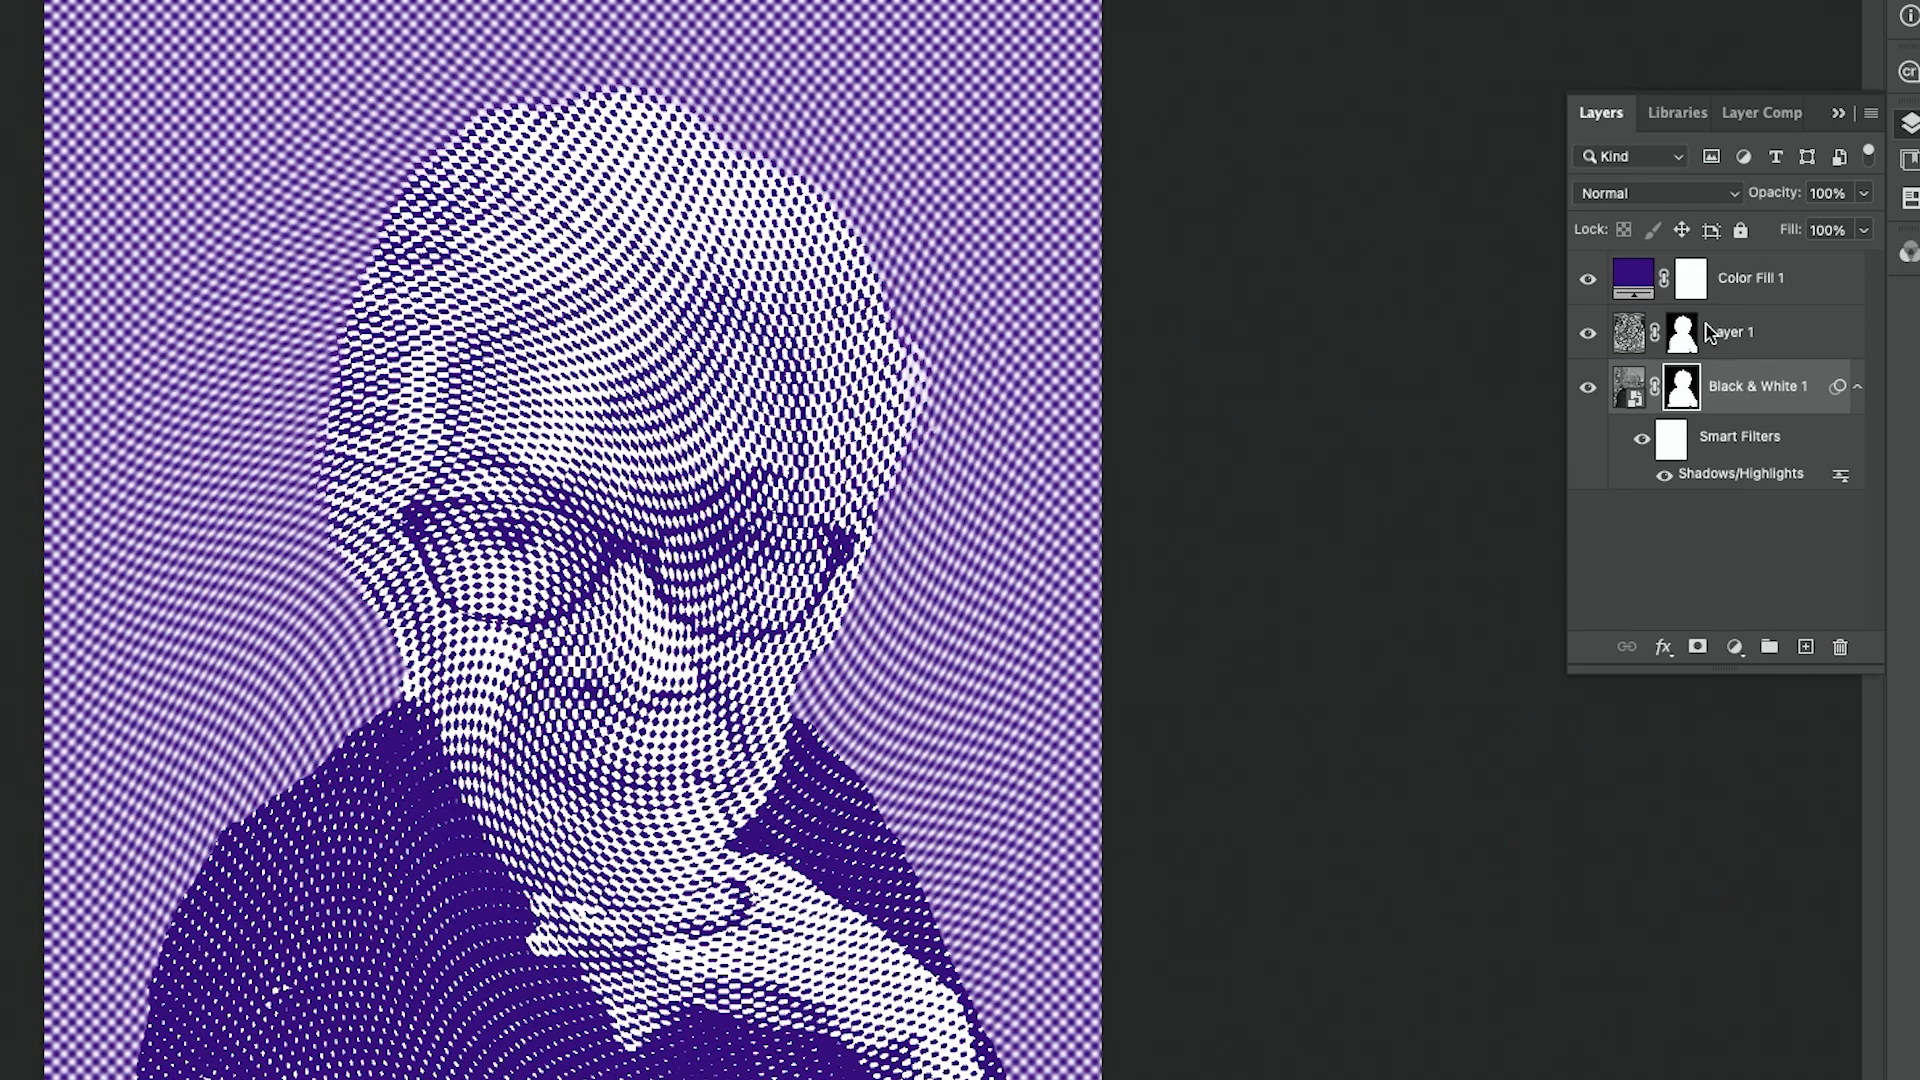 Layers Libraries Layer Comp
Kind
Normal Opacity: 100%
Lock: Fill: 100%
Color Fill 1
Layer 1
Black & White 1
Smart Filters
Shadows/Highlights
fx